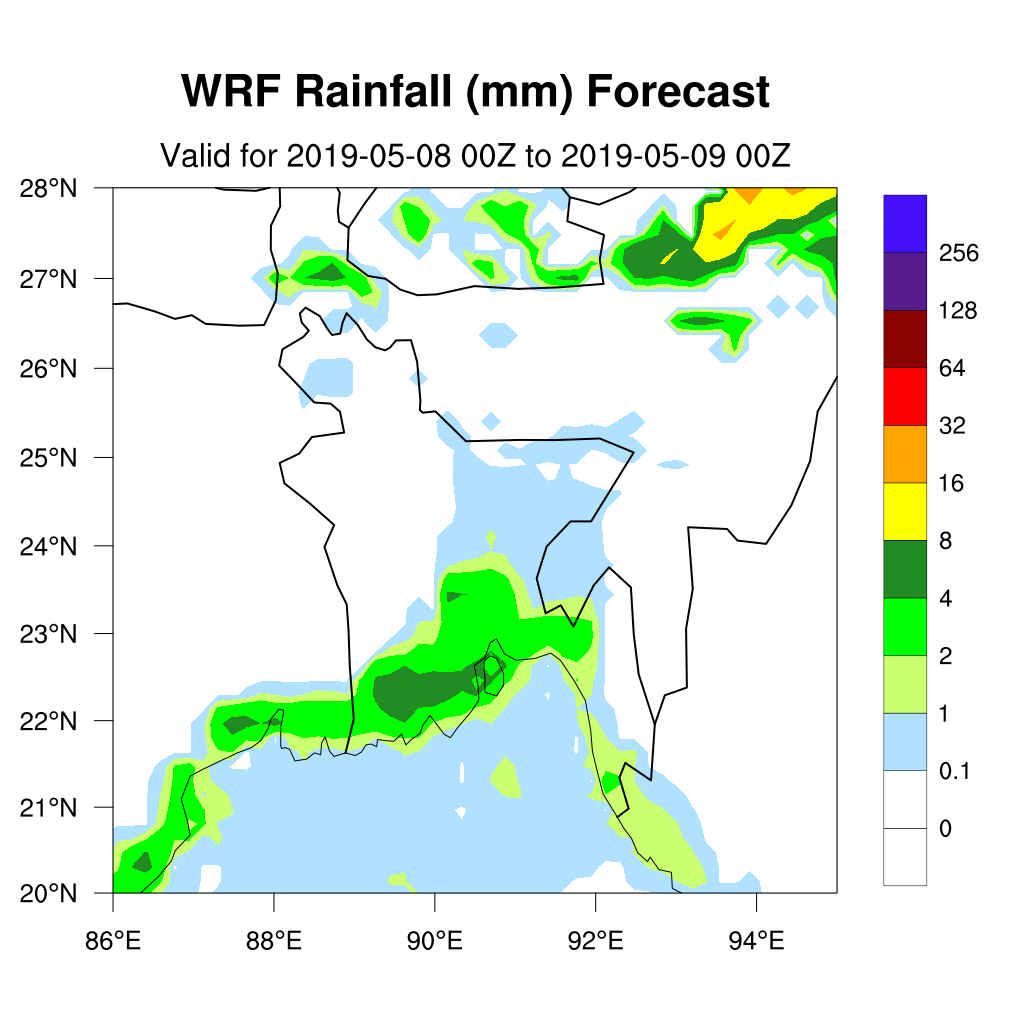 WRF Rainfall (mm) Forecast
Valid for 2019-05-08 00Z to 2019-05-09 00Z
28°N
27°N
26°N
25°N
24°N
23°N
22°N
21°N
20°N
86°E 88°E 90°E 92°E 94°E
256
128
64
32
16
8
4
2
1
0.1
0